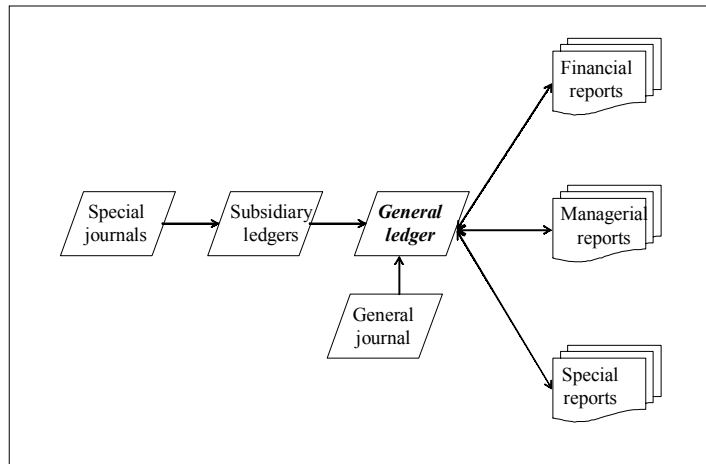 Financial
reports
Special
journals
Subsidiary
ledgers
General
ledger
General
journal
Managerial
reports
Special
reports